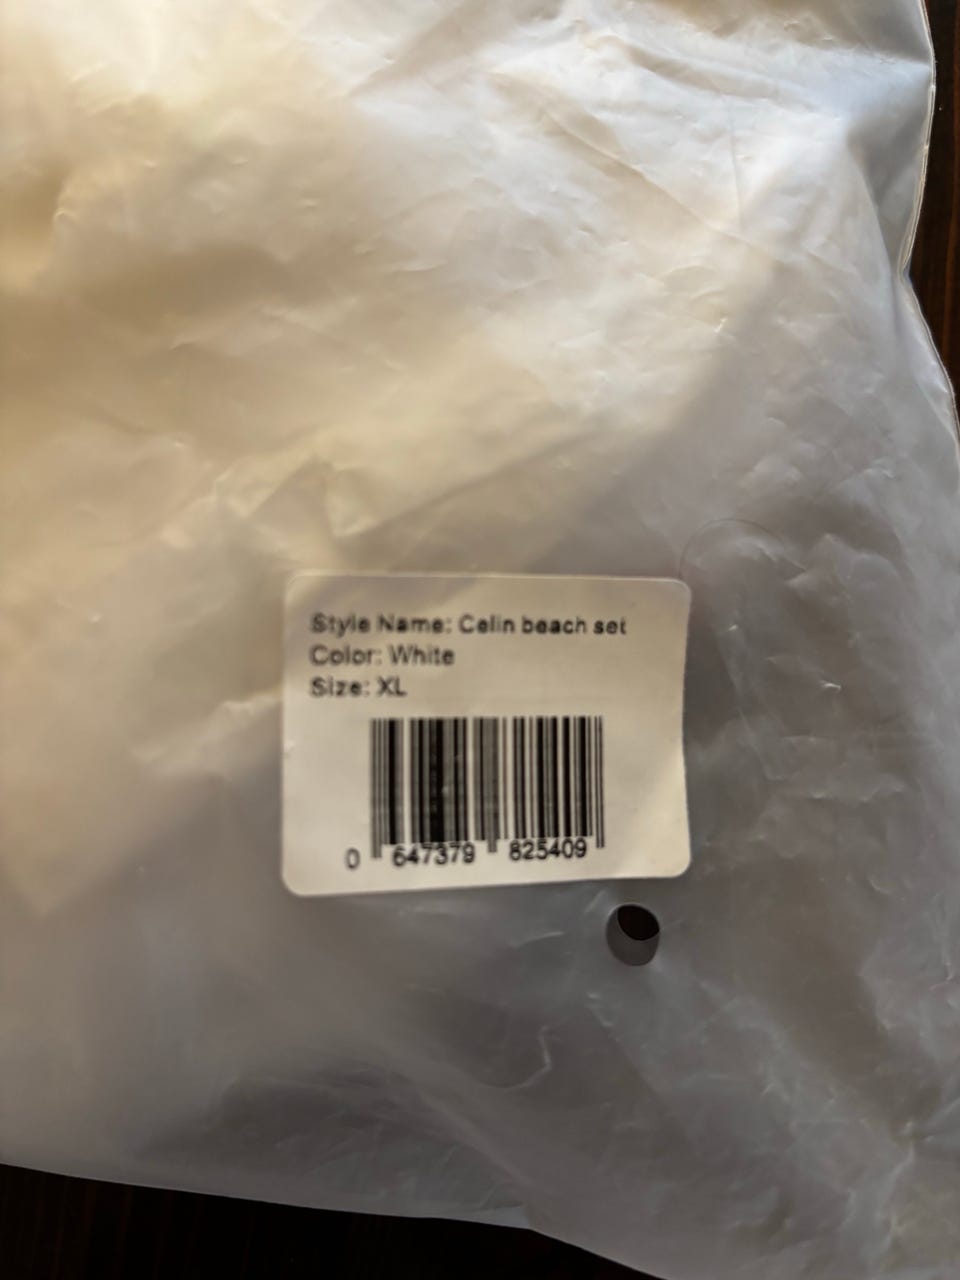 Style Name: Celin beach set
Color: White
Size: XL
0 647379 825409